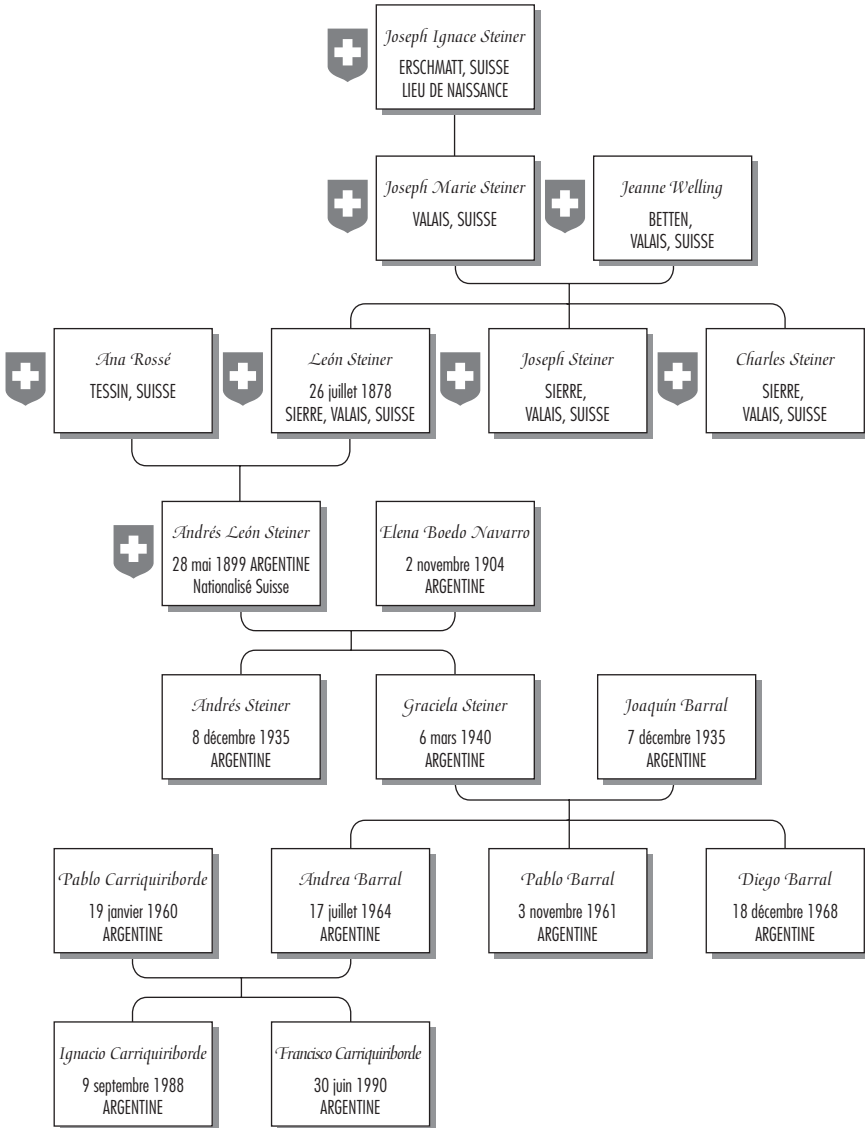 Joseph Ignace Steiner
ERSCHMATT, SUISSE
LIEU DE NAISSANCE
Joseph Marie Steiner
VALAIS, SUISSE
Jeanne Welling
BETTEN,
VALAIS, SUISSE
Ana Rossé
TESSIN, SUISSE
León Steiner
26 juillet 1878
SIERRE, VALAIS, SUISSE
Joseph Steiner
SIERRE,
VALAIS, SUISSE
Charles Steiner
SIERRE,
VALAIS, SUISSE
Andrés León Steiner
28 mai 1899 ARGENTINE
Nationalisé Suisse
Elena Boedo Navarro
2 novembre 1904
ARGENTINE
Andrés Steiner
8 décembre 1935
ARGENTINE
Graciela Steiner
6 mars 1940
ARGENTINE
Joaquín Barral
7 décembre 1935
ARGENTINE
Pablo Carriquiriborde
19 janvier 1960
ARGENTINE
Andrea Barral
17 juillet 1964
ARGENTINE
Pablo Barral
3 novembre 1961
ARGENTINE
Diego Barral
18 décembre 1968
ARGENTINE
Ignacio Carriquiriborde
9 septembre 1988
ARGENTINE
Francisco Carriquiriborde
30 juin 1990
ARGENTINE